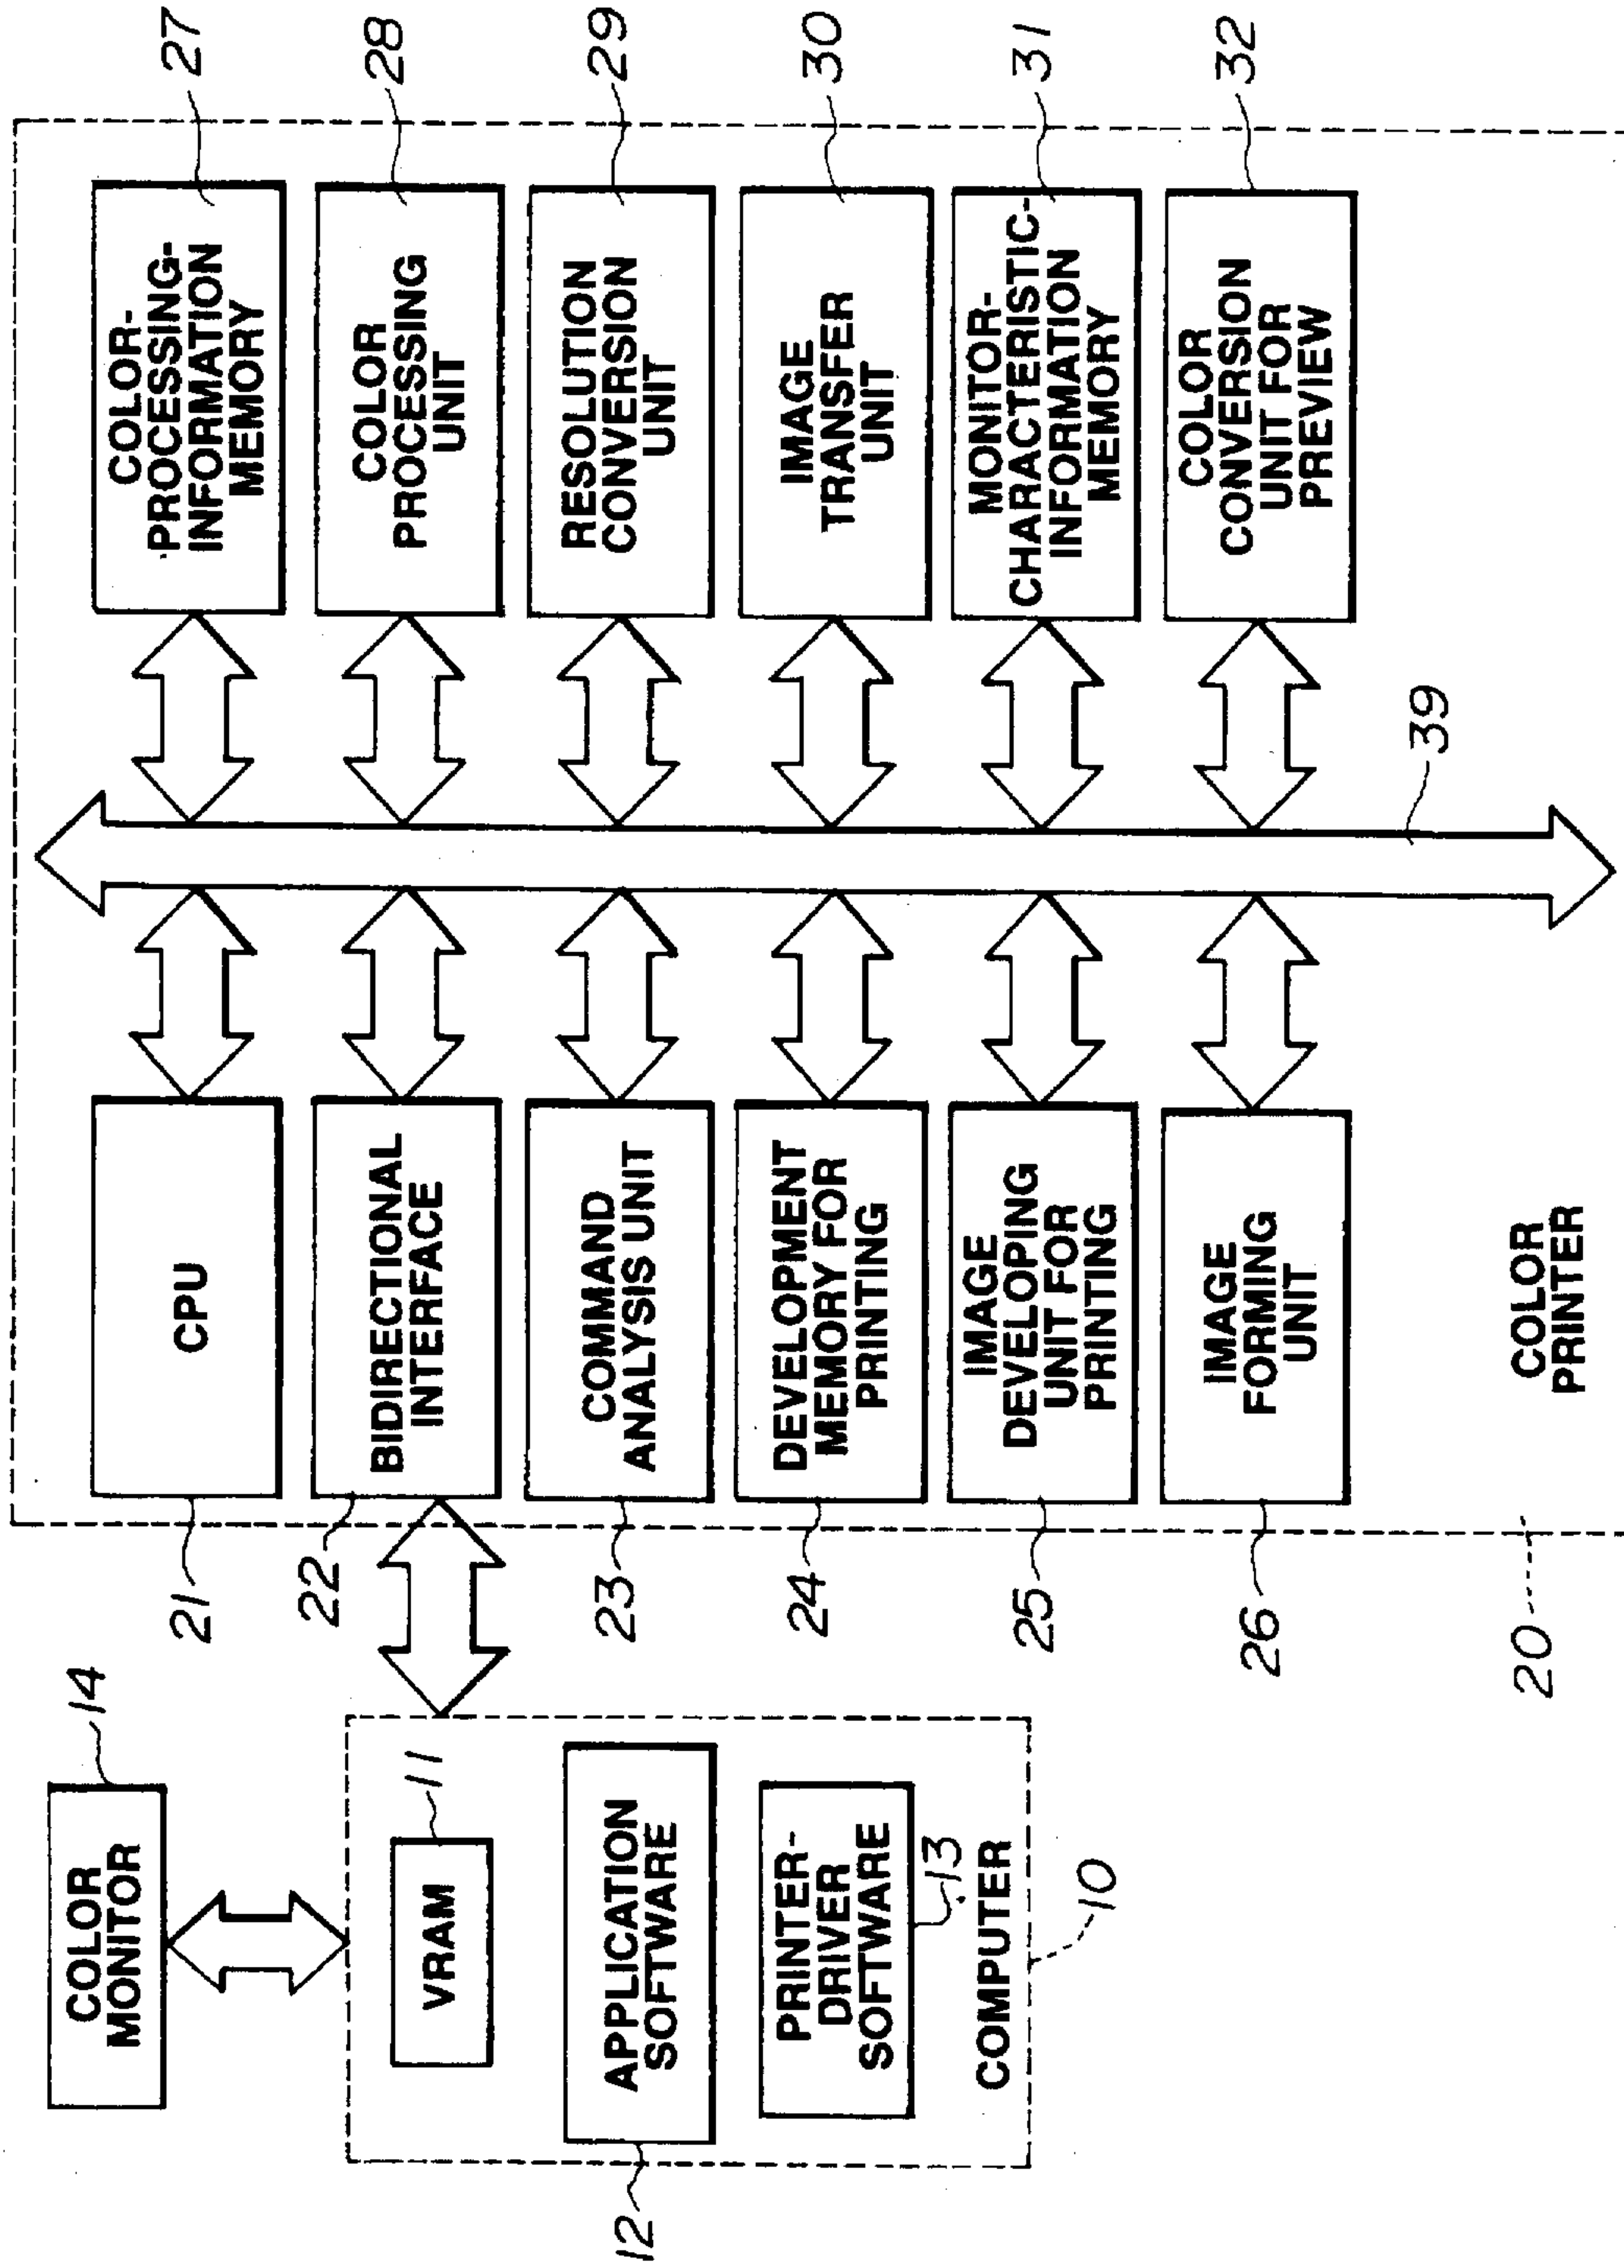 COLOR
MONITOR
14
VRAM
11
APPLICATION
SOFTWARE
12
PRINTER-
DRIVER
SOFTWARE
13
COMPUTER
10
CPU
21
BIDIRECTIONAL
INTERFACE
22
COMMAND
ANALYSIS UNIT
23
DEVELOPMENT
MEMORY FOR
PRINTING
24
IMAGE
DEVELOPING
UNIT FOR
PRINTING
25
IMAGE
FORMING
UNIT
26
COLOR
PRINTER
20
39
COLOR-
PROCESSING-
INFORMATION
MEMORY
27
COLOR
PROCESSING
UNIT
28
RESOLUTION
CONVERSION
UNIT
29
IMAGE
TRANSFER
UNIT
30
MONITOR-
CHARACTERISTIC-
INFORMATION
MEMORY
31
COLOR
CONVERSION
UNIT FOR
PREVIEW
32